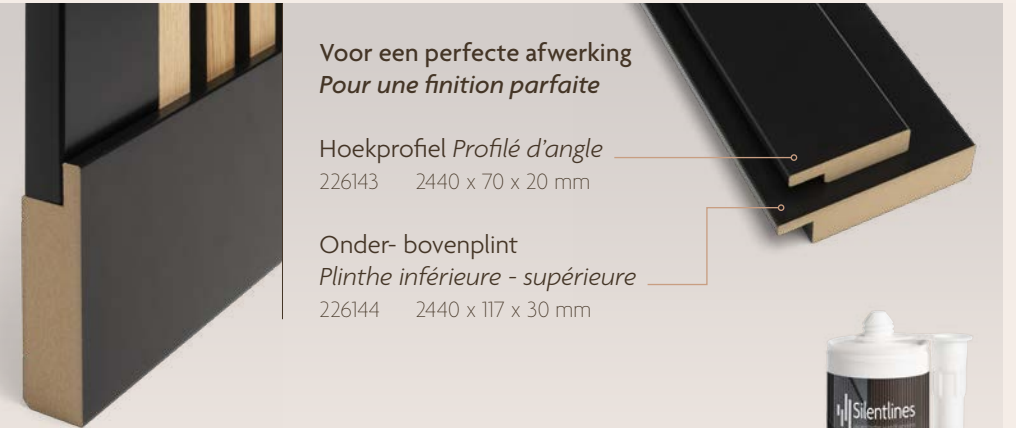 Voor een perfecte afwerking
Pour une finition parfaite
Hoekprofiel Profilé d'angle
226143 2440 x 70 x 20 mm
Onder- bovenplint
Plinthe inférieure - supérieure
226144 2440 x 117 x 30 mm
Silentlines